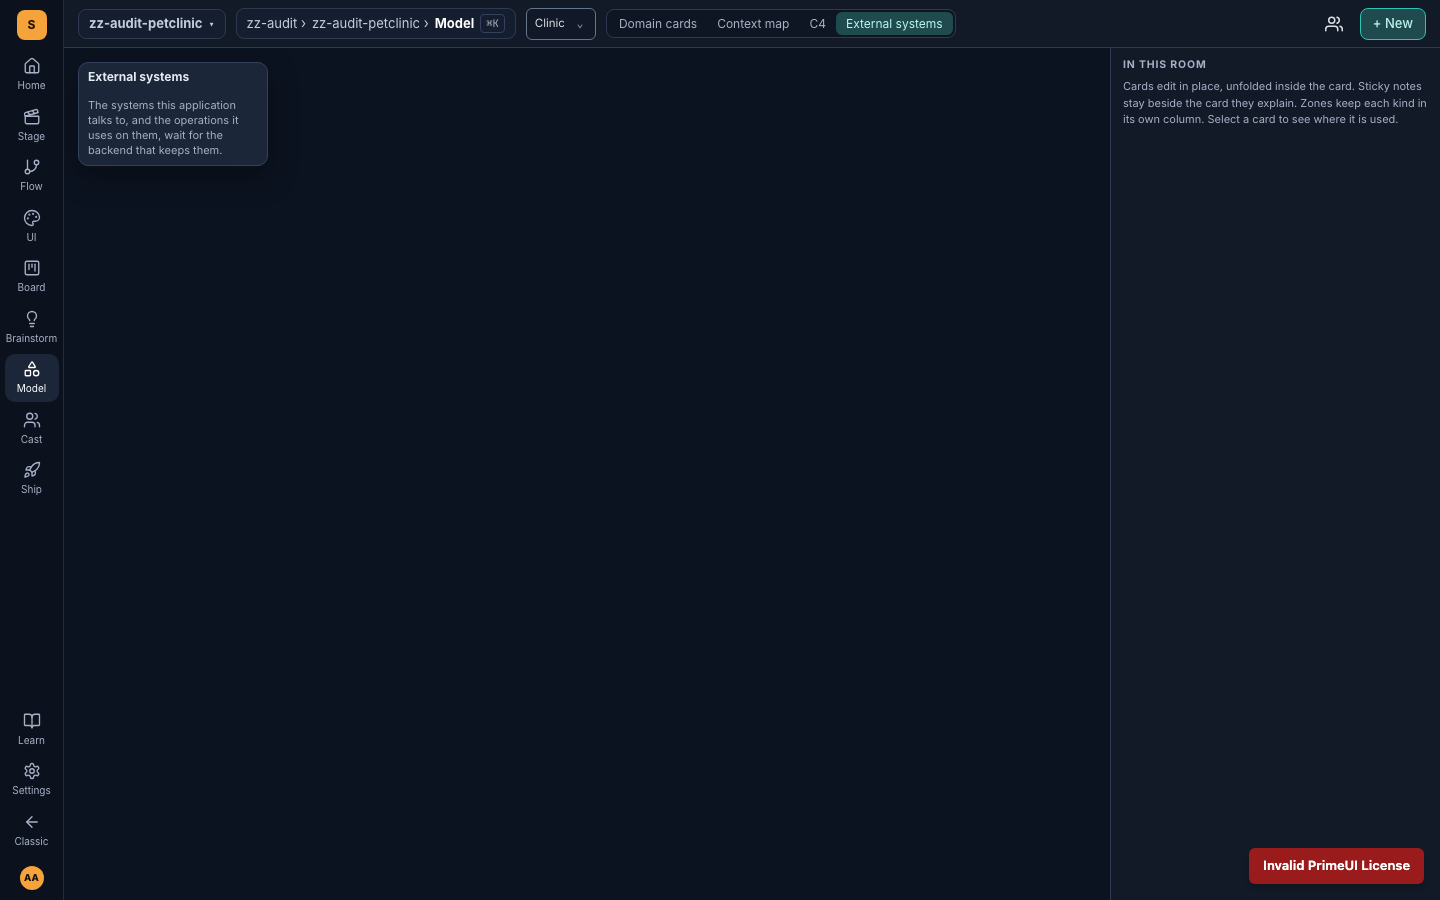 S
zz-audit-petclinic
zz-audit › zz-audit-petclinic › Model ⌘K
Clinic
Domain cards
Context map
C4
External systems
+ New
Home
Stage
Flow
UI
Board
Brainstorm
Model
Cast
Ship
Learn
Settings
Classic
AA
External systems
The systems this application
talks to, and the operations it
uses on them, wait for the
backend that keeps them.
IN THIS ROOM
Cards edit in place, unfolded inside the card. Sticky notes
stay beside the card they explain. Zones keep each kind in
its own column. Select a card to see where it is used.
Invalid PrimeUI License